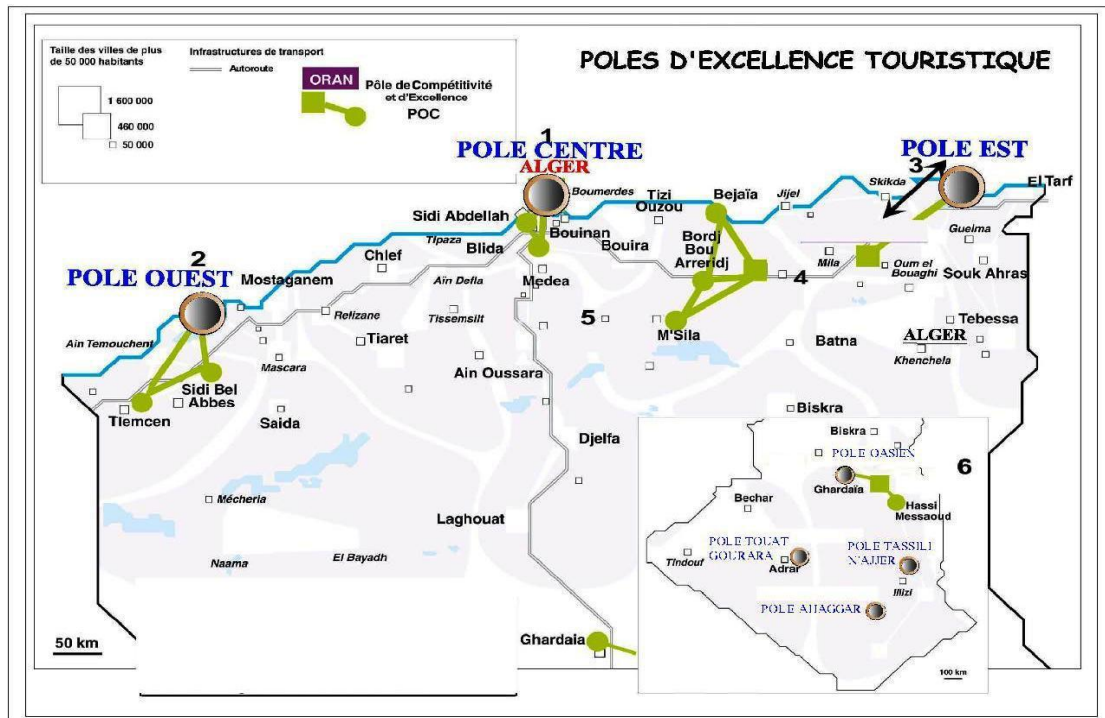 Taille des villes de plus
de 50 000 habitants
1 600 000
460 000
50 000
Infrastructures de transport
Autoroute
ORAN
Pôle de Compétitivité
et d'Excellence
POC
POLES D'EXCELLENCE TOURISTIQUE
1
POLE CENTRE
ALGER
3
POLE EST
El Tarf
Boumerdes
Tizi
Ouzou
Bejaïa
Jijel
Skikda
Sidi Abdellah
Bouinan
Tipaza
Blida
Bouira
Bordj
Bou
Arreridj
Mila
Oum el
Bouaghi
Guelma
Souk Ahras
2
POLE OUEST
Mostaganem
Chlef
Aïn Defla
Medea
4
Relizane
Tissemsilt
5
M'Sila
Tebessa
Ain Temouchent
Tiaret
Batna
ALGER
Khenchela
Mascara
Ain Oussara
Sidi Bel
Abbes
Tlemcen
Saida
Biskra
Djelfa
Mécheria
Laghouat
Naama
El Bayadh
Ghardaia
50 km
Biskra
6
POLE OASIEN
Ghardaïa
Bechar
Hassi
Messaoud
POLE TOUAT
GOURARA
POLE TASSILI
N'AJJER
Tindouf
Adrar
Illizi
POLE AHAGGAR
100 km